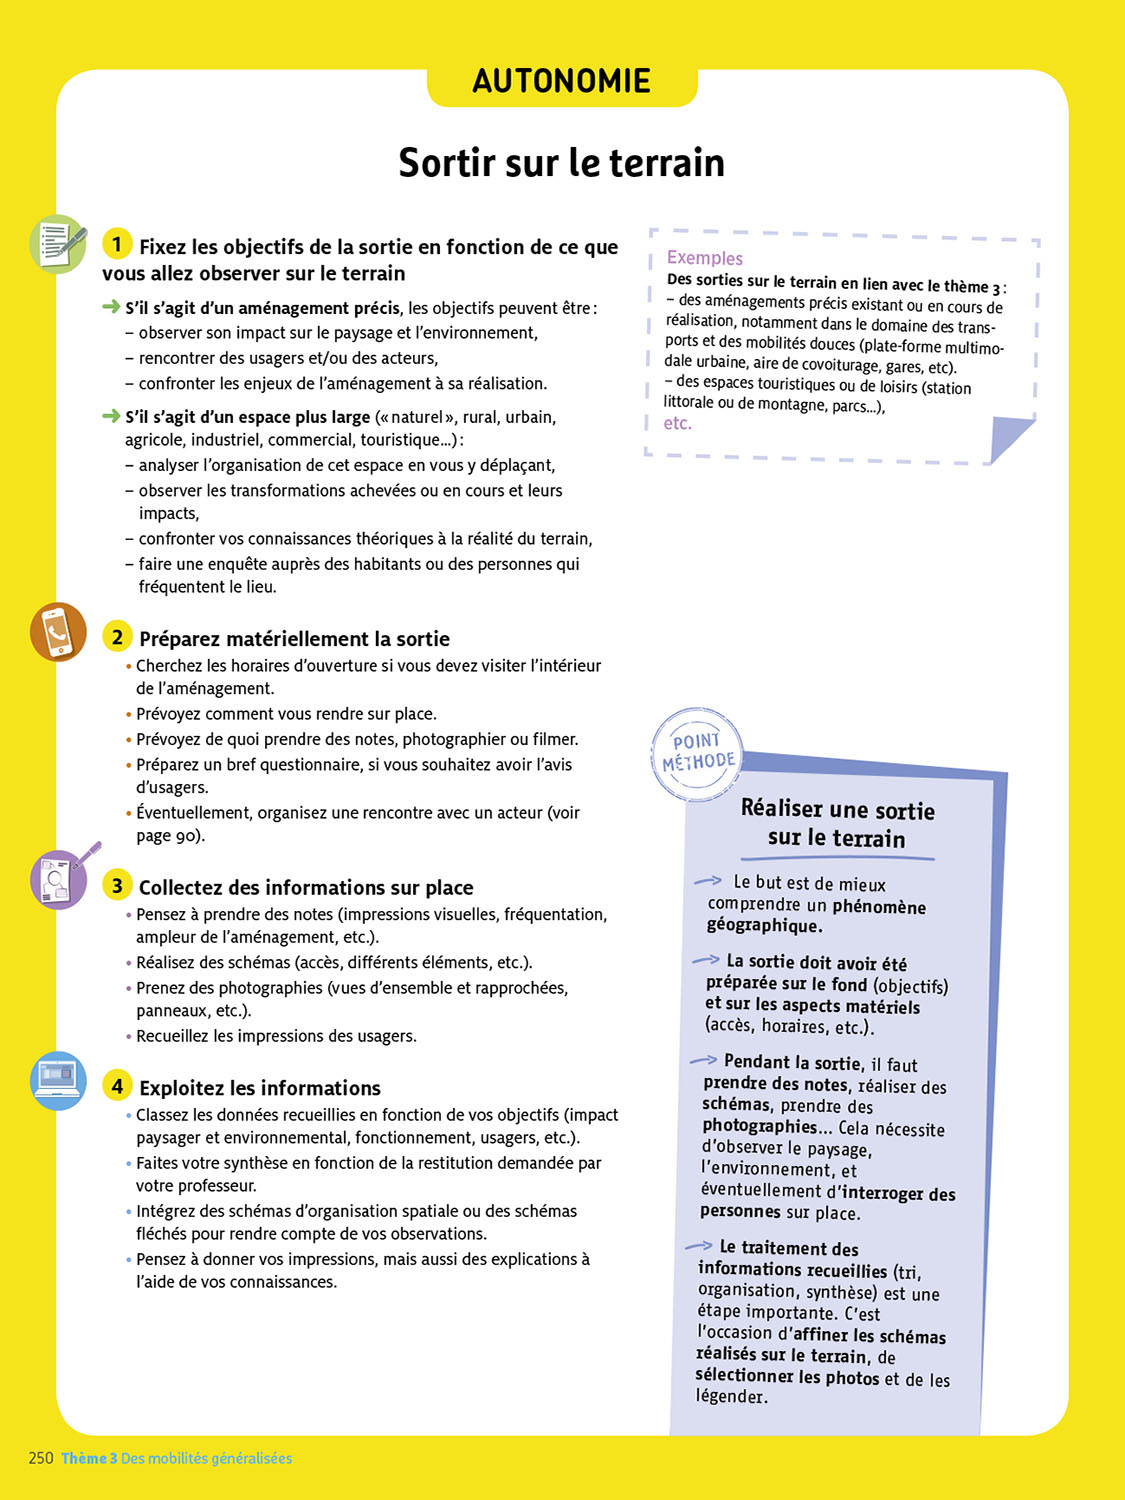 AUTONOMIE
Sortir sur le terrain
1 Fixez les objectifs de la sortie en fonction de ce que
vous allez observer sur le terrain
➜ S'il s'agit d'un aménagement précis, les objectifs peuvent être :
– observer son impact sur le paysage et l'environnement,
– rencontrer des usagers et/ou des acteurs,
– confronter les enjeux de l'aménagement à sa réalisation.
➜ S'il s'agit d'un espace plus large (« naturel », rural, urbain,
agricole, industriel, commercial, touristique…) :
– analyser l'organisation de cet espace en vous y déplaçant,
– observer les transformations achevées ou en cours et leurs
impacts,
– confronter vos connaissances théoriques à la réalité du terrain,
– faire une enquête auprès des habitants ou des personnes qui
fréquentent le lieu.
2 Préparez matériellement la sortie
• Cherchez les horaires d'ouverture si vous devez visiter l'intérieur
de l'aménagement.
• Prévoyez comment vous rendre sur place.
• Prévoyez de quoi prendre des notes, photographier ou filmer.
• Préparez un bref questionnaire, si vous souhaitez avoir l'avis
d'usagers.
• Éventuellement, organisez une rencontre avec un acteur (voir
page 90).
3 Collectez des informations sur place
• Pensez à prendre des notes (impressions visuelles, fréquentation,
ampleur de l'aménagement, etc.).
• Réalisez des schémas (accès, différents éléments, etc.).
• Prenez des photographies (vues d'ensemble et rapprochées,
panneaux, etc.).
• Recueillez les impressions des usagers.
4 Exploitez les informations
• Classez les données recueillies en fonction de vos objectifs (impact
paysager et environnemental, fonctionnement, usagers, etc.).
• Faites votre synthèse en fonction de la restitution demandée par
votre professeur.
• Intégrez des schémas d'organisation spatiale ou des schémas
fléchés pour rendre compte de vos observations.
• Pensez à donner vos impressions, mais aussi des explications à
l'aide de vos connaissances.
Exemples
Des sorties sur le terrain en lien avec le thème 3 :
– des aménagements précis existant ou en cours de
réalisation, notamment dans le domaine des trans-
ports et des mobilités douces (plate-forme multimo-
dale urbaine, aire de covoiturage, gares, etc).
– des espaces touristiques ou de loisirs (station
littorale ou de montagne, parcs…),
etc.
POINT
MÉTHODE
Réaliser une sortie
sur le terrain
Le but est de mieux
comprendre un phénomène
géographique.
La sortie doit avoir été
préparée sur le fond (objectifs)
et sur les aspects matériels
(accès, horaires, etc.).
Pendant la sortie, il faut
prendre des notes, réaliser des
schémas, prendre des
photographies… Cela nécessite
d'observer le paysage,
l'environnement, et
éventuellement d'interroger des
personnes sur place.
Le traitement des
informations recueillies (tri,
organisation, synthèse) est une
étape importante. C'est
l'occasion d'affiner les schémas
réalisés sur le terrain, de
sélectionner les photos et de les
légender.
250 Thème 3 Des mobilités généralisées